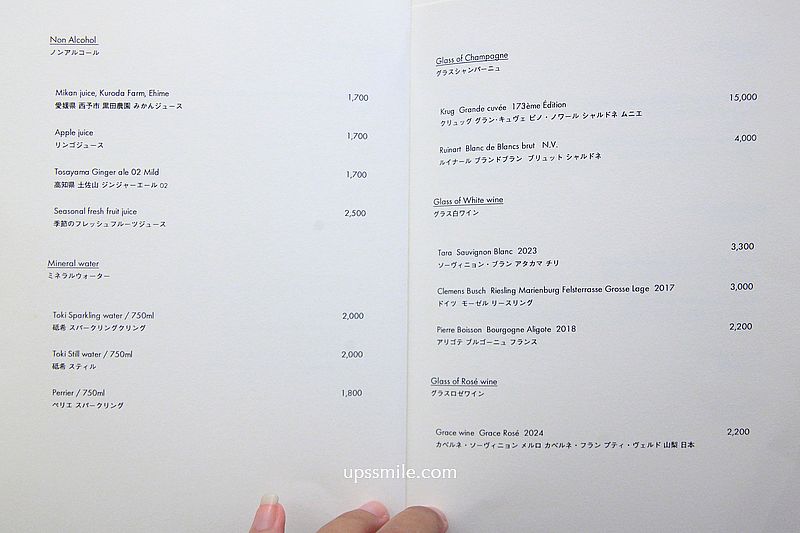 Non Alcohol
ノンアルコール
Mikan juice, Kuroda Farm, Ehime 1,700
愛媛県 西予市 黒田農園 みかんジュース
Apple juice 1,700
リンゴジュース
Tosayama Ginger ale 02 Mild 1,700
高知県 土佐山 ジンジャーエール 02
Seasonal fresh fruit juice 2,500
季節のフレッシュフルーツジュース
Mineral water
ミネラルウォーター
Toki Sparkling water / 750ml 2,000
砥希 スパークリングクリング
Toki Still water / 750ml 2,000
砥希 スティル
Perrier / 750ml 1,800
ペリエ スパークリング
Glass of Champagne
グラスシャンパーニュ
Krug Grande cuvée 173ème Édition 15,000
クリュッグ グラン・キュヴェ ピノ・ノワール シャルドネ ムニエ
Ruinart Blanc de Blancs brut N.V. 4,000
ルイナール ブランドブラン ブリュット シャルドネ
Glass of White wine
グラス白ワイン
Tara Sauvignon Blanc 2023 3,300
ソーヴィニョン・ブラン アタカマ チリ
Clemens Busch Riesling Marienburg Felsterrasse Grosse Lage 2017 3,000
ドイツ モーゼル リースリング
Pierre Boisson Bourgogne Aligote 2018 2,200
アリゴテ ブルゴーニュ フランス
Glass of Rosé wine
グラスロゼワイン
Grace wine Grace Rosé 2024 2,200
カベルネ・ソーヴィニョン メルロ カベルネ・フラン プティ・ヴェルド 山梨 日本
upssmile.com